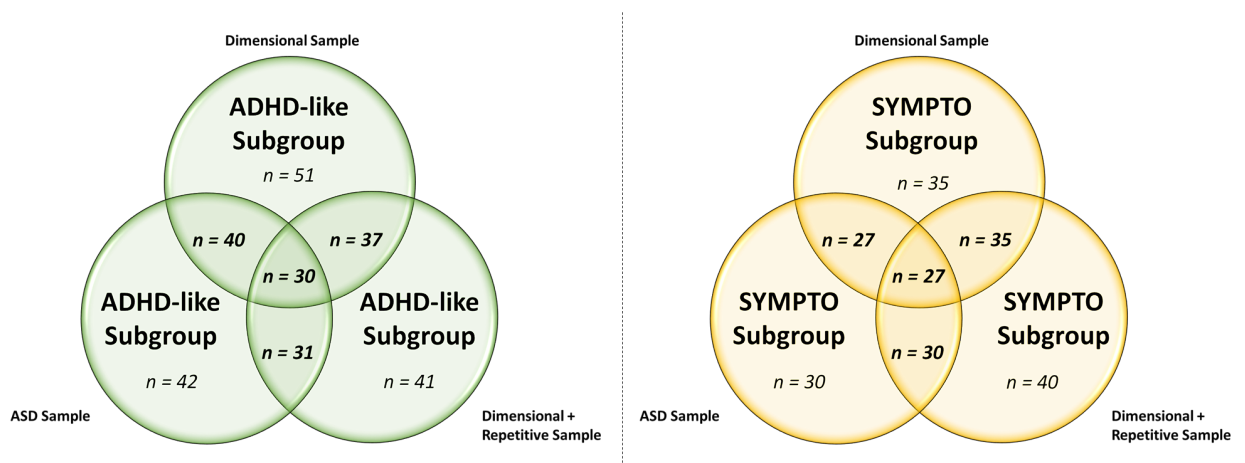 Dimensional Sample
ADHD-like
Subgroup
n = 51
n = 40
n = 37
n = 30
ADHD-like
Subgroup
n = 42
ADHD-like
Subgroup
n = 41
n = 31
ASD Sample
Dimensional +
Repetitive Sample
Dimensional Sample
SYMPTO
Subgroup
n = 35
n = 27
n = 35
n = 27
SYMPTO
Subgroup
n = 30
SYMPTO
Subgroup
n = 40
n = 30
ASD Sample
Dimensional +
Repetitive Sample